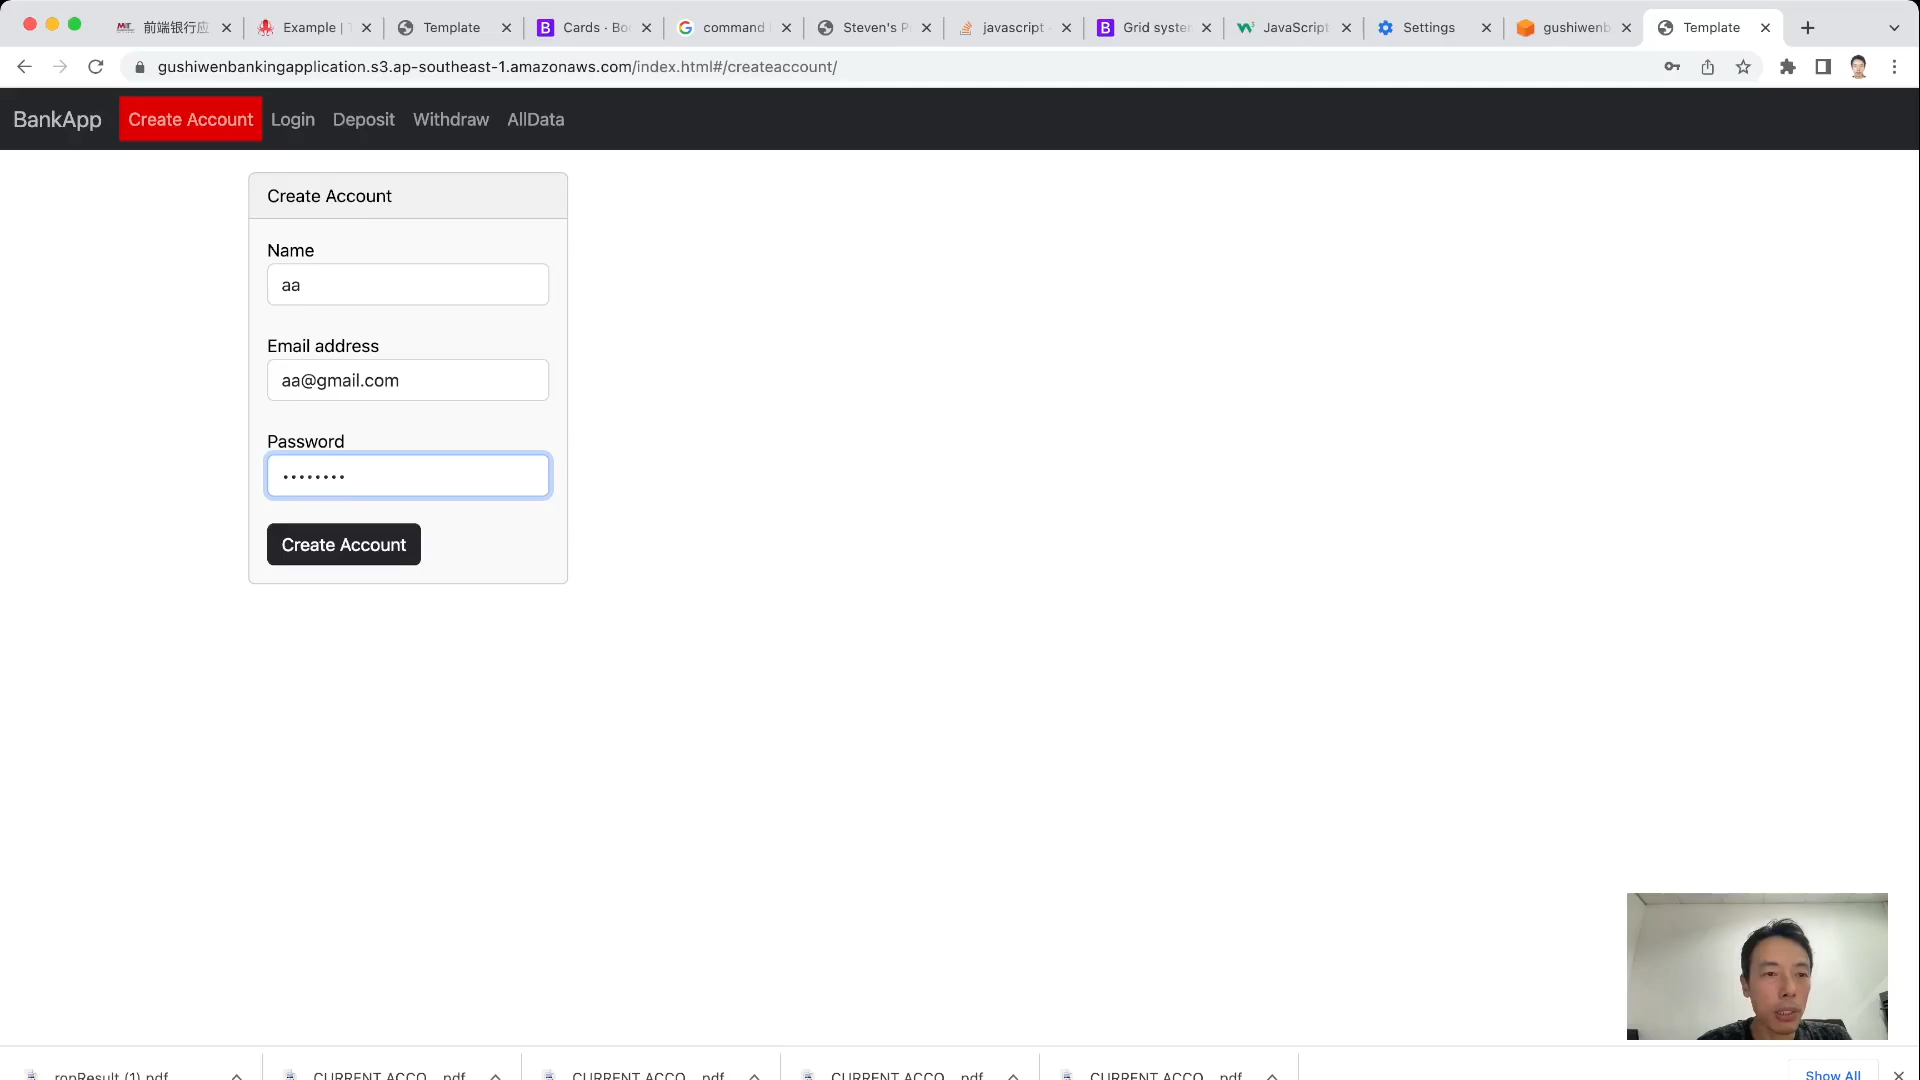 前端银行应
Example |
Template
Cards · Bo
command
Steven's P
javascript
Grid syste
JavaScript
Settings
gushiwenb
Template
gushiwenbankingapplication.s3.ap-southeast-1.amazonaws.com/index.html#/createaccount/
BankApp
Create Account
Login
Deposit
Withdraw
AllData
Create Account
Name
aa
Email address
aa@gmail.com
Password
••••••••
Create Account
ropResult (1).pdf
CURRENT ACCO....pdf
CURRENT ACCO....pdf
CURRENT ACCO....pdf
CURRENT ACCO....pdf
Show All